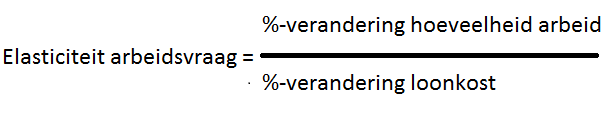 %-verandering hoeveelheid arbeid
Elasticiteit arbeidsvraag =
%-verandering loonkost